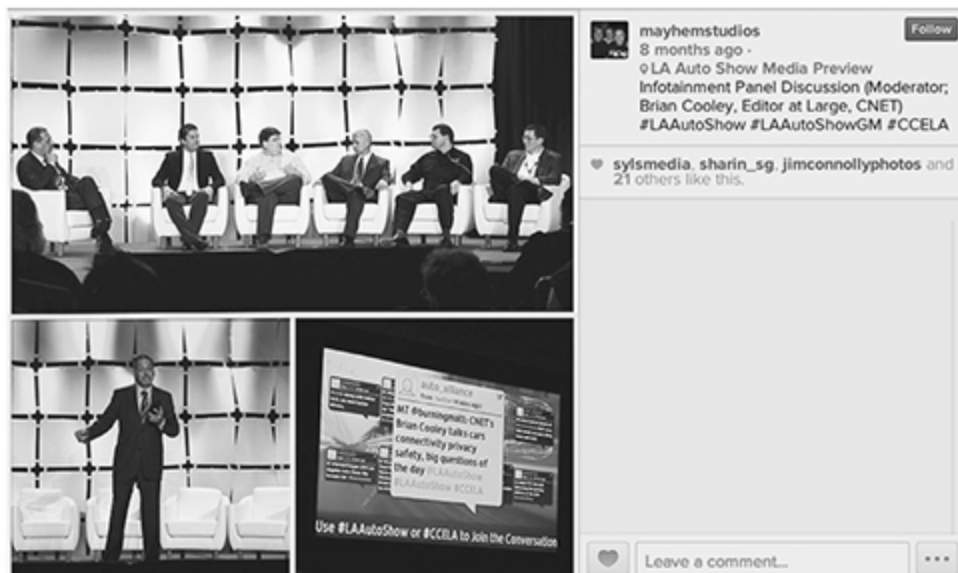 mayhemstudios
Follow
8 months ago ·
LA Auto Show Media Preview
Infotainment Panel Discussion (Moderator;
Brian Cooley, Editor at Large, CNET)
#LAAutoShow #LAAutoShowGM #CCELA
sylsmedia, sharin_sg, jimconnollyphotos and
21 others like this.
auto_alliance
MT @burningmatt: CNET's
Brian Cooley talks cars
connectivity privacy
safety, big questions of
the day #LAAutoShow
#LAAutoShow #CCELA
Use #LAAutoShow or #CCELA to Join the Conversation
Leave a comment...